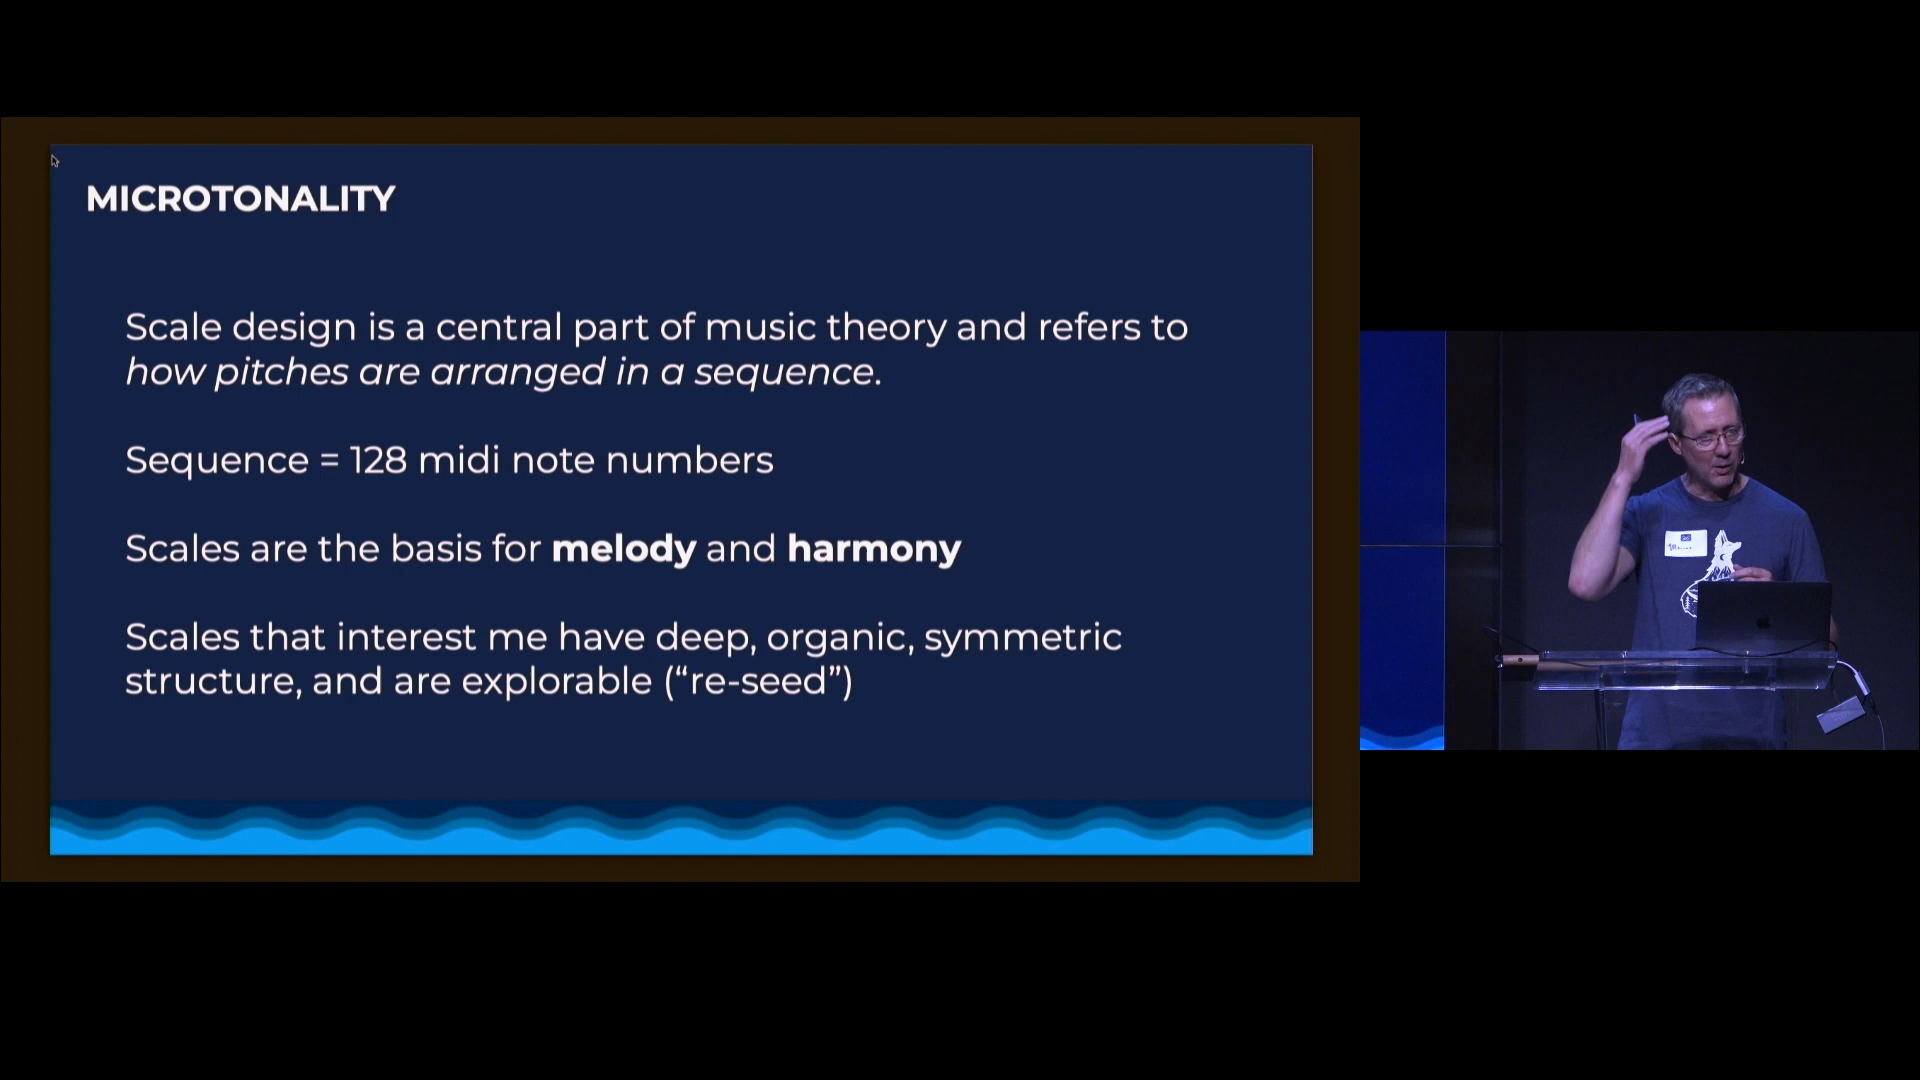 MICROTONALITY
Scale design is a central part of music theory and refers to
how pitches are arranged in a sequence.
Sequence = 128 midi note numbers
Scales are the basis for melody and harmony
Scales that interest me have deep, organic, symmetric
structure, and are explorable (“re-seed”)